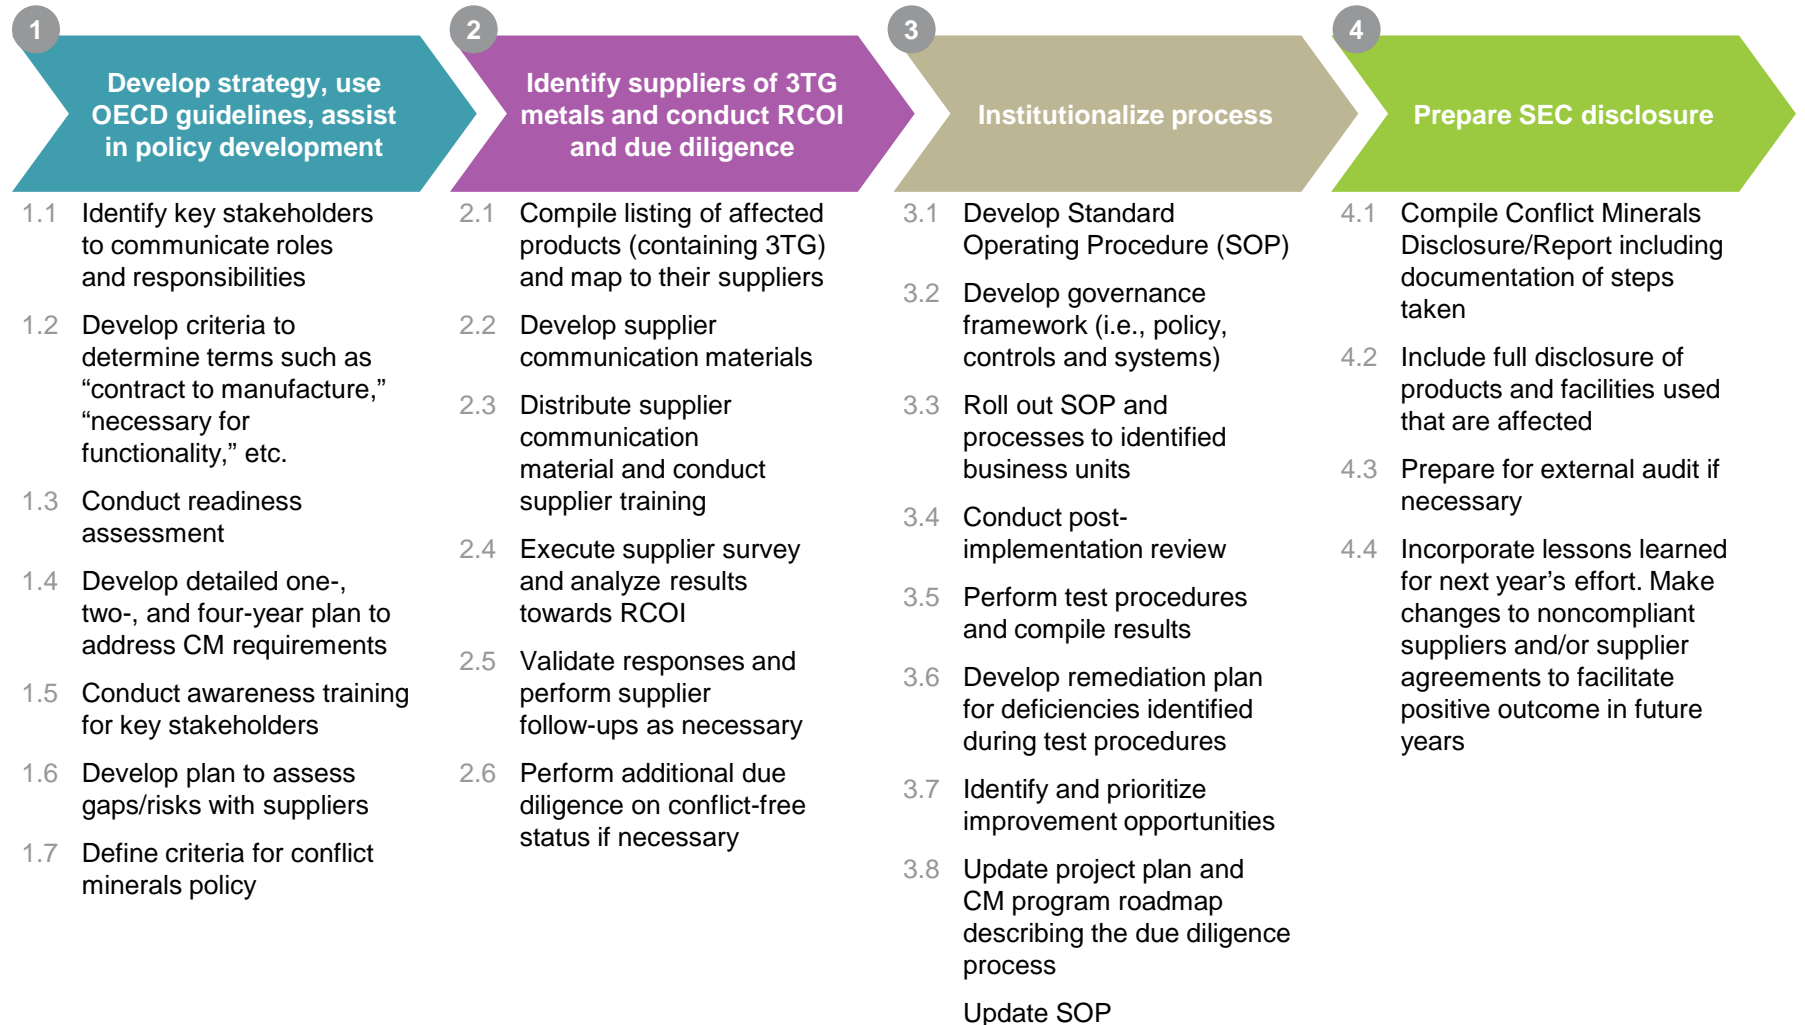 1
Develop strategy, use
OECD guidelines, assist
in policy development
1.1 Identify key stakeholders
to communicate roles
and responsibilities
1.2 Develop criteria to
determine terms such as
“contract to manufacture,”
“necessary for
functionality,” etc.
1.3 Conduct readiness
assessment
1.4 Develop detailed one-,
two-, and four-year plan to
address CM requirements
1.5 Conduct awareness training
for key stakeholders
1.6 Develop plan to assess
gaps/risks with suppliers
1.7 Define criteria for conflict
minerals policy
2
Identify suppliers of 3TG
metals and conduct RCOI
and due diligence
2.1 Compile listing of affected
products (containing 3TG)
and map to their suppliers
2.2 Develop supplier
communication materials
2.3 Distribute supplier
communication
material and conduct
supplier training
2.4 Execute supplier survey
and analyze results
towards RCOI
2.5 Validate responses and
perform supplier
follow-ups as necessary
2.6 Perform additional due
diligence on conflict-free
status if necessary
3
Institutionalize process
3.1 Develop Standard
Operating Procedure (SOP)
3.2 Develop governance
framework (i.e., policy,
controls and systems)
3.3 Roll out SOP and
processes to identified
business units
3.4 Conduct post-
implementation review
3.5 Perform test procedures
and compile results
3.6 Develop remediation plan
for deficiencies identified
during test procedures
3.7 Identify and prioritize
improvement opportunities
3.8 Update project plan and
CM program roadmap
describing the due diligence
process
Update SOP
4
Prepare SEC disclosure
4.1 Compile Conflict Minerals
Disclosure/Report including
documentation of steps
taken
4.2 Include full disclosure of
products and facilities used
that are affected
4.3 Prepare for external audit if
necessary
4.4 Incorporate lessons learned
for next year’s effort. Make
changes to noncompliant
suppliers and/or supplier
agreements to facilitate
positive outcome in future
years